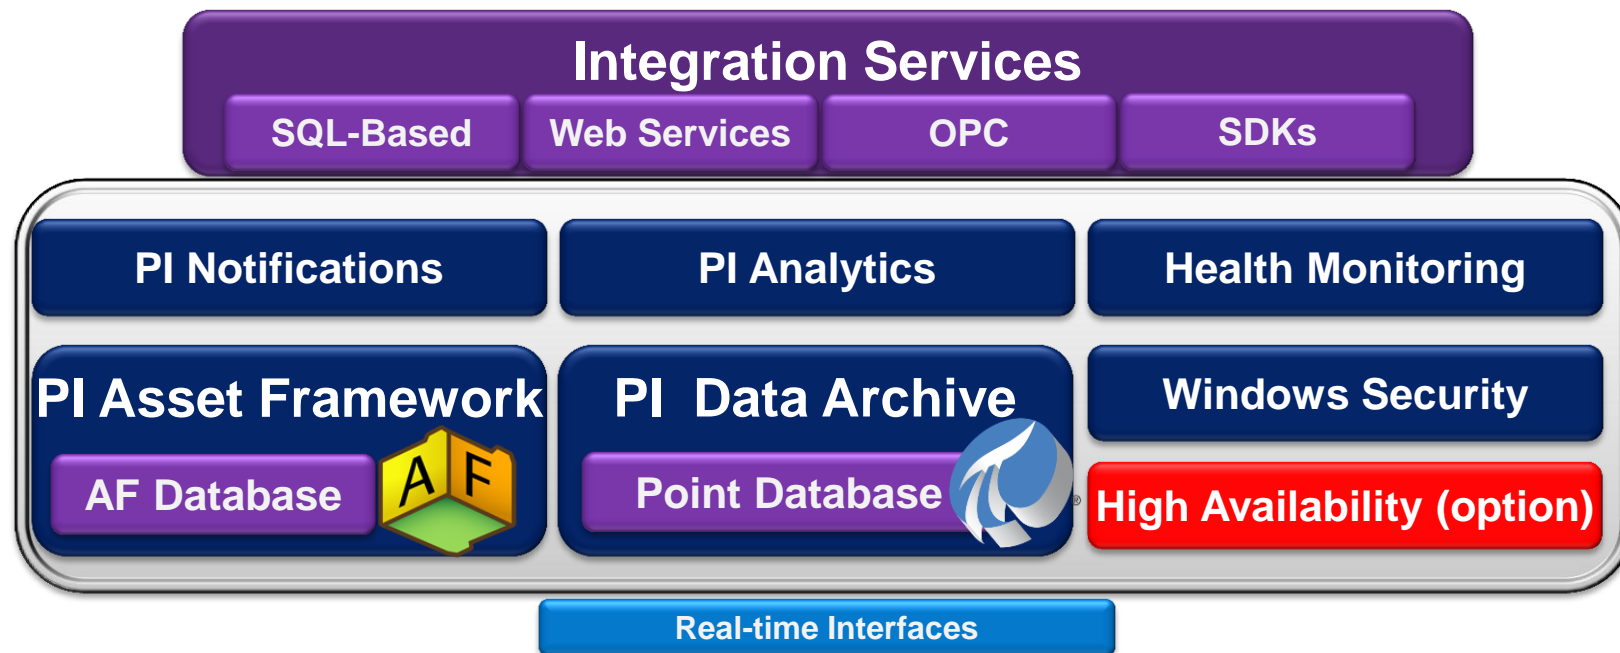 Integration Services
SQL-Based
Web Services
OPC
SDKs
PI Notifications
PI Analytics
Health Monitoring
PI Asset Framework
PI Data Archive
Windows Security
AF Database
A F
Point Database
®
High Availability (option)
Real-time Interfaces